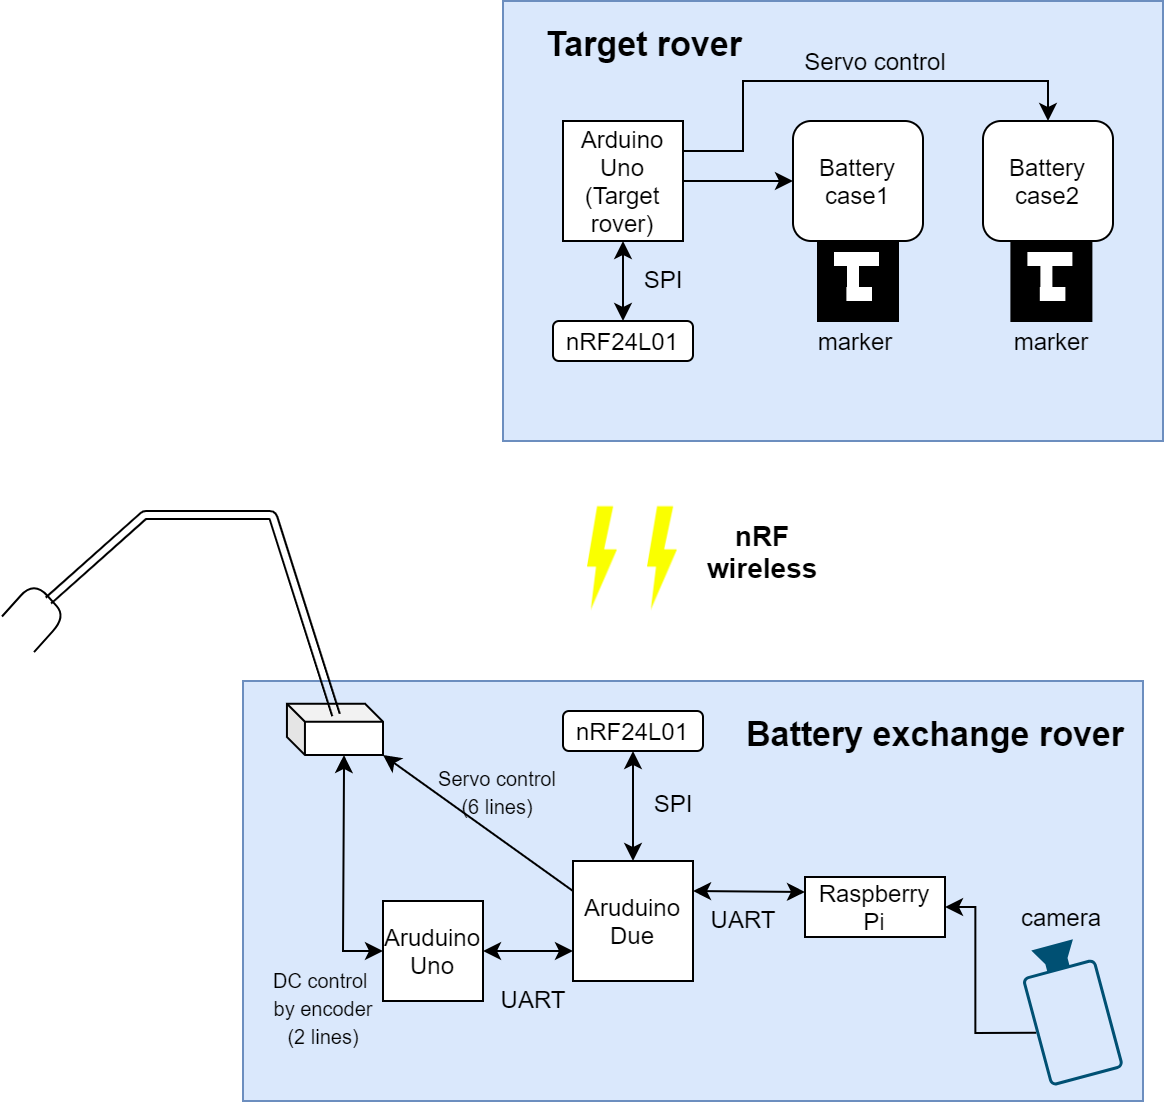 Target rover
Servo control
Arduino
Uno
(Target
rover)
Battery
case1
Battery
case2
SPI
nRF24L01
marker
marker
nRF
wireless
nRF24L01
Battery exchange rover
Servo control
(6 lines)
SPI
Aruduino
Due
Raspberry
Pi
UART
camera
Aruduino
Uno
UART
DC control
by encoder
(2 lines)